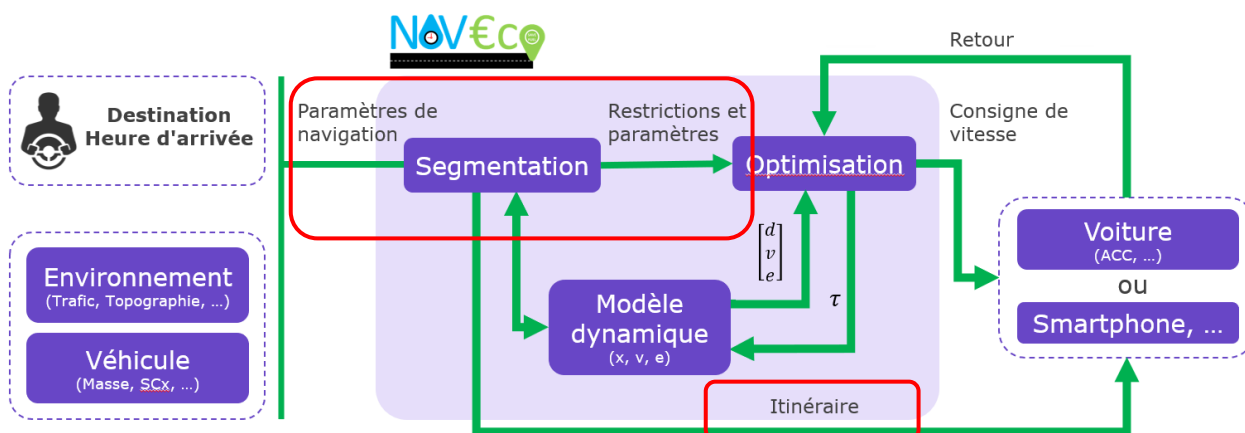 NAV€co
Destination
Heure d'arrivée
Environnement
(Trafic, Topographie, …)
Véhicule
(Masse, SCx, …)
Paramètres de
navigation
Restrictions et
paramètres
Segmentation
Optimisation
Modèle
dynamique
(x, v, e)
d
v
e
τ
Itinéraire
Retour
Consigne de
vitesse
Voiture
(ACC, …)
ou
Smartphone, …